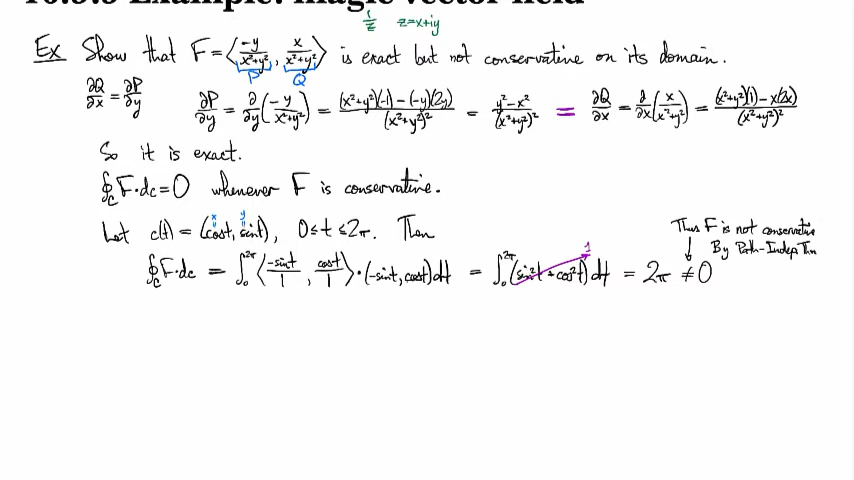 10.3.3 Example: magic vector field
1/z z=x+iy
Ex Show that F = ⟨-y/(x²+y²), x/(x²+y²)⟩ is exact but not conservative on its domain.
P Q
∂Q/∂x = ∂P/∂y ∂P/∂y = ∂/∂y(-y/(x²+y²)) = ((x²+y²)(-1) - (-y)(2y))/(x²+y²)² = (y²-x²)/(x²+y²)² = ∂Q/∂x = ∂/∂x(x/(x²+y²)) = ((x²+y²)(1) - x(2x))/(x²+y²)²
So it is exact.
∮_C F·dc = 0 whenever F is conservative.
x y
Let c(t) = (cost, sint), 0≤t≤2π. Then
Thus F is not conservative
By Path-Indep Thm
∮_C F·dc = ∫₀^2π ⟨-sint/1, cost/1⟩·(-sint, cost)dt = ∫₀^2π (sin²t + cos²t) dt = 2π ≠ 0
1